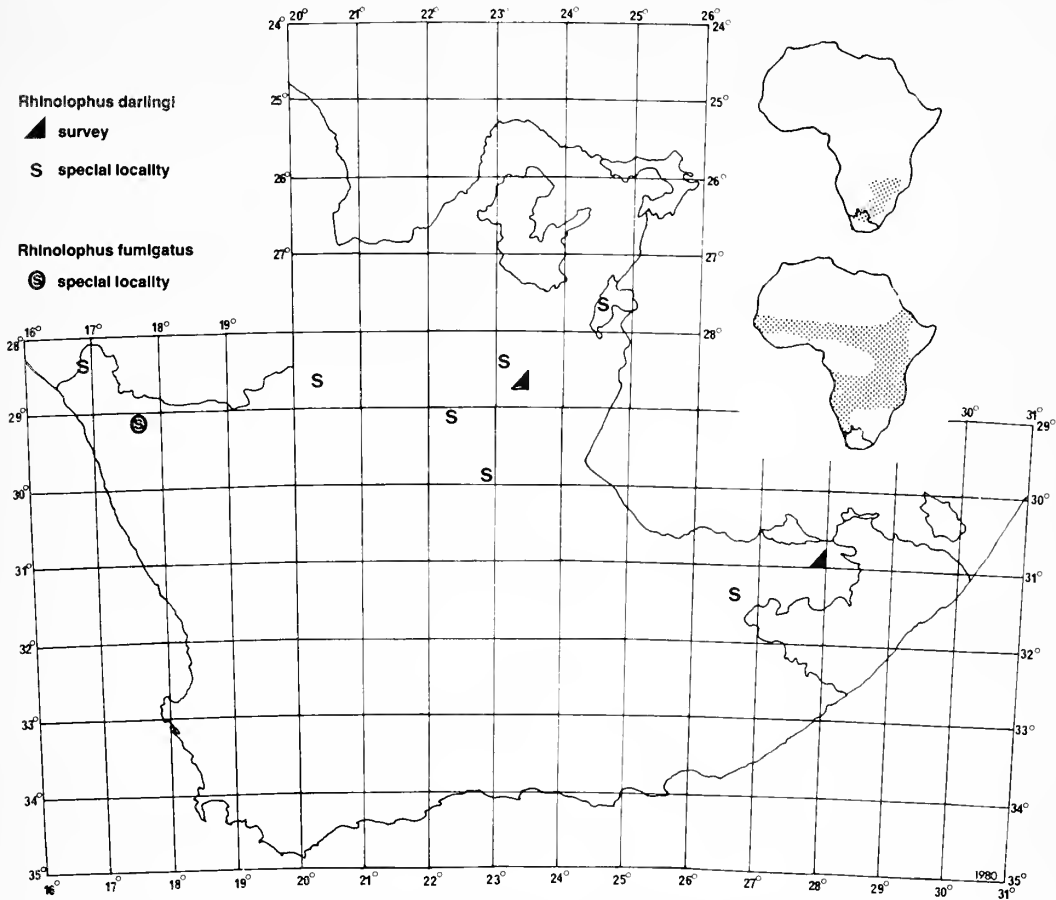 20° 21° 22° 23° 24° 25° 26°
24° 24°
Rhinolophus darlingi
survey
S special locality
25° 25°
26° 26°
Rhinolophus fumigatus
S special locality
27° 27°
S
16° 17° 18° 19°
28° 28°
S S S
29° S S
30° 31°
29°
S
30° 30°
31° S 31°
32° 32°
33° 33°
34° 34°
35° 1980 35°
16° 17° 18° 19° 20° 21° 22° 23° 24° 25° 26° 27° 28° 29° 30° 31°